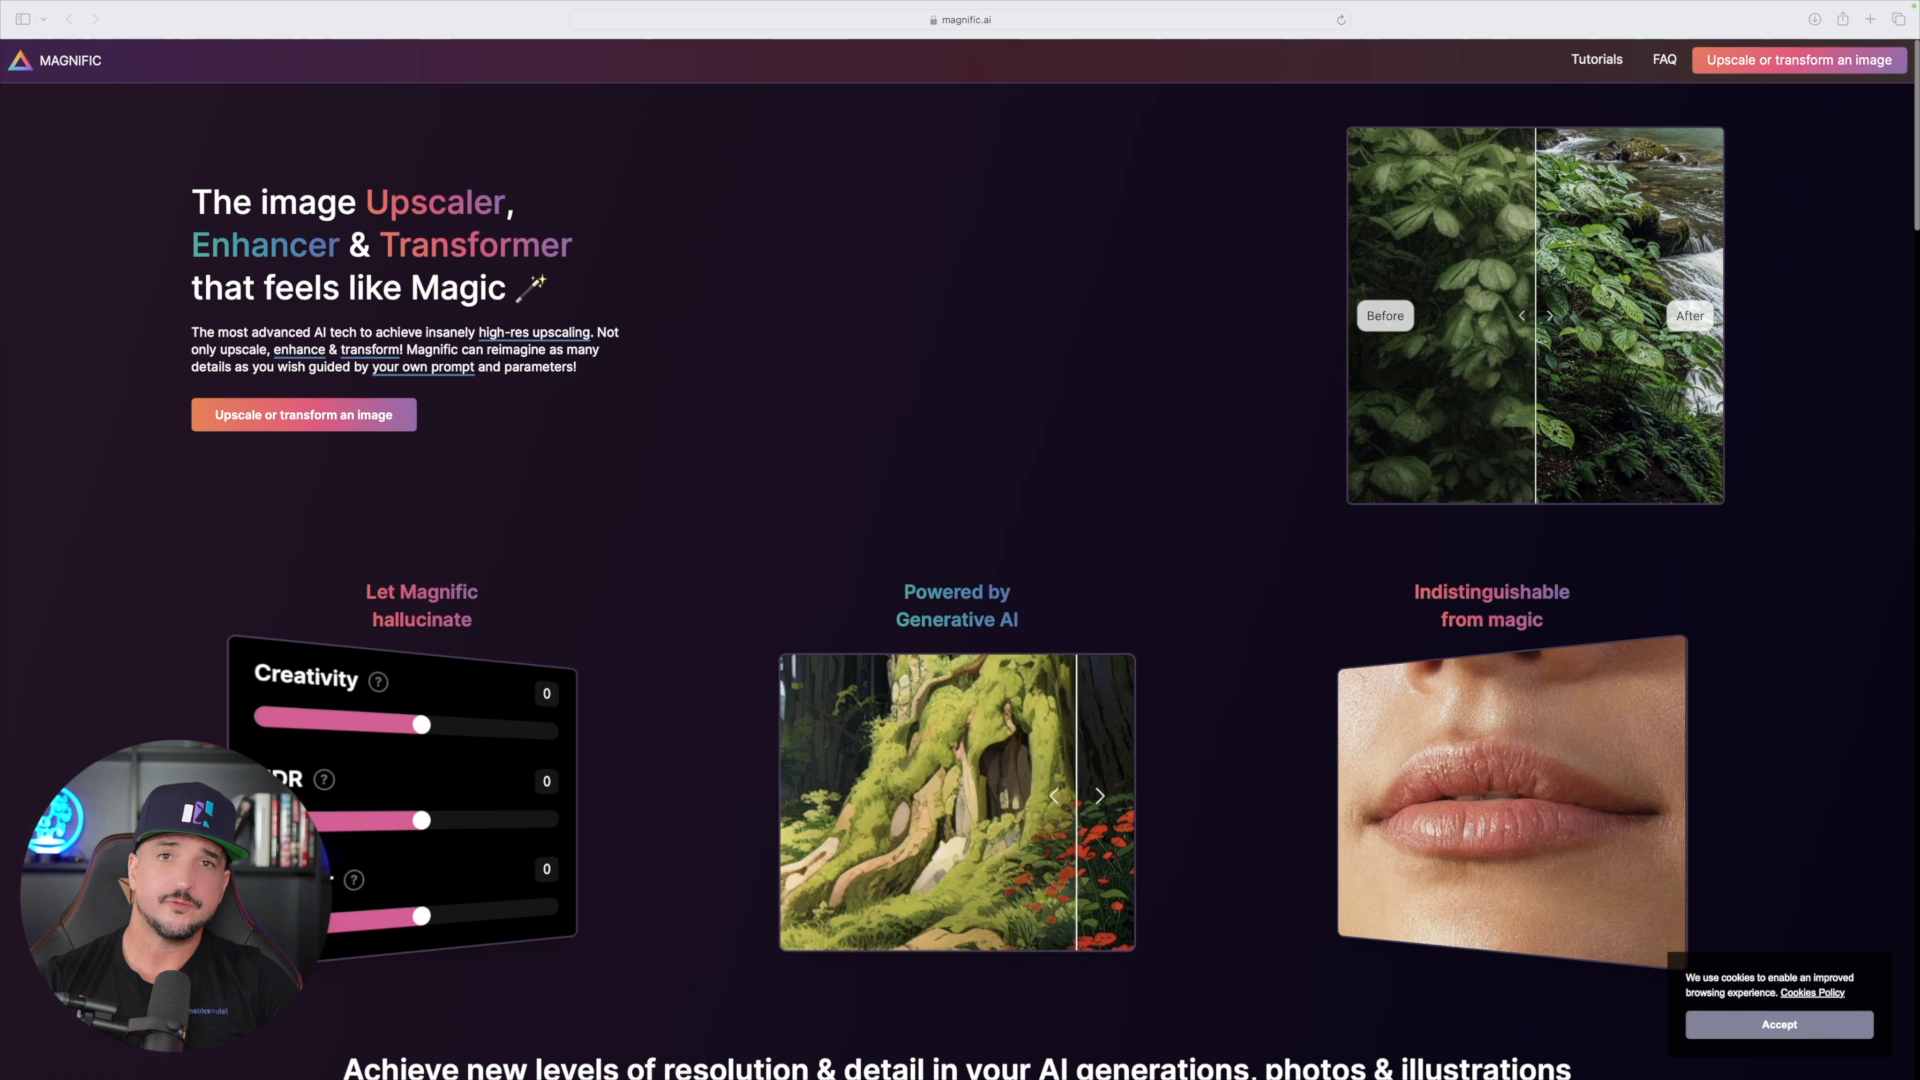 magnific.ai
MAGNIFIC
Tutorials
FAQ
Upscale or transform an image
The image Upscaler,
Enhancer & Transformer
that feels like Magic
The most advanced AI tech to achieve insanely high-res upscaling. Not
only upscale, enhance & transform! Magnific can reimagine as many
details as you wish guided by your own prompt and parameters!
Upscale or transform an image
Before
After
Let Magnific
hallucinate
Powered by
Generative AI
Indistinguishable
from magic
Creativity ?
0
DR ?
0
?
0
We use cookies to enable an improved
browsing experience. Cookies Policy
Accept
Achieve new levels of resolution & detail in your AI generations, photos & illustrations